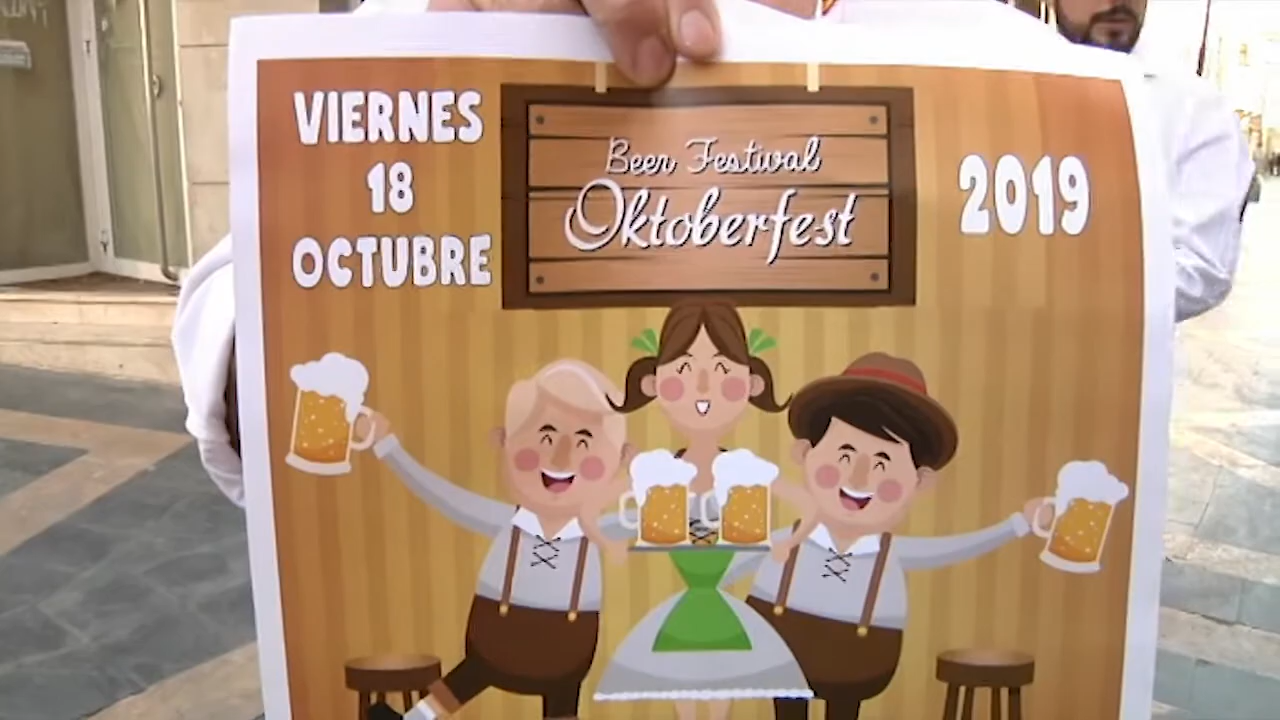 VIERNES
18
OCTUBRE
Beer Festival
Oktoberfest
2019